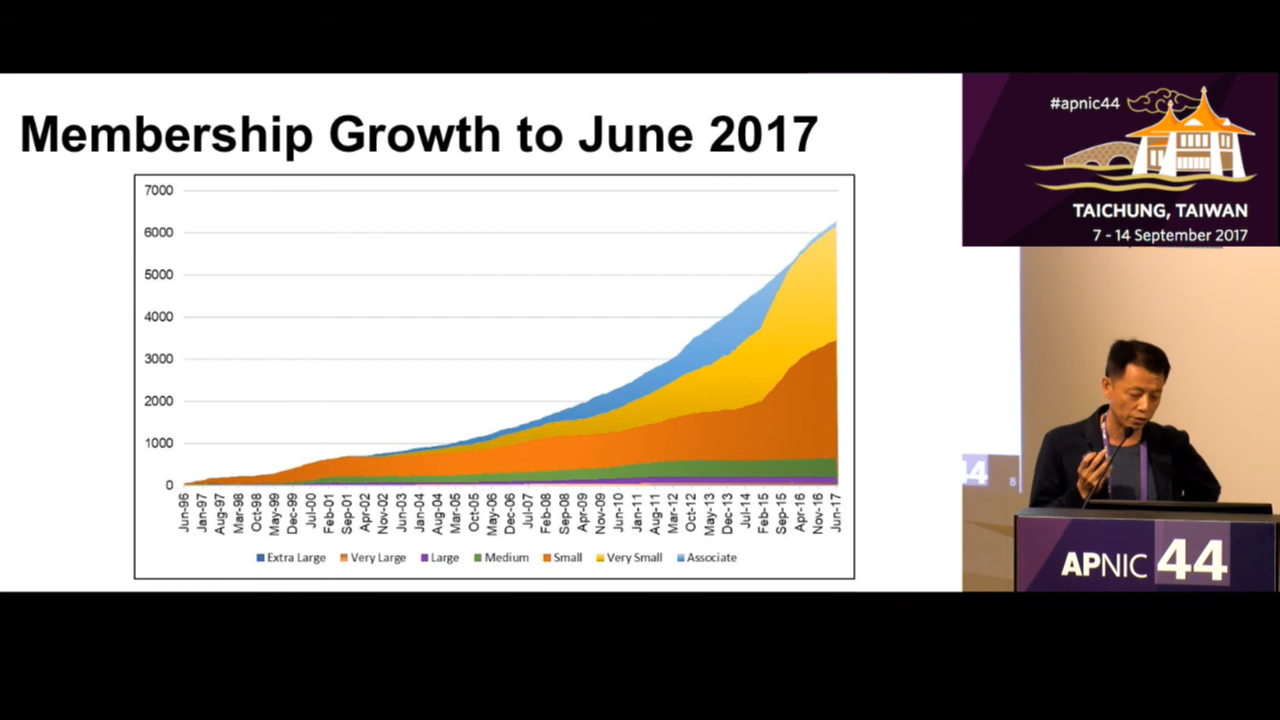 Membership Growth to June 2017
7000
6000
5000
4000
3000
2000
1000
0
Jun-96 Jan-97 Aug-97 Mar-98 Oct-98 May-99 Dec-99 Jul-00 Feb-01 Sep-01 Apr-02 Nov-02 Jun-03 Jan-04 Aug-04 Mar-05 Oct-05 May-06 Dec-06 Jul-07 Feb-08 Sep-08 Apr-09 Nov-09 Jun-10 Jan-11 Aug-11 Mar-12 Oct-12 May-13 Dec-13 Jul-14 Feb-15 Sep-15 Apr-16 Nov-16 Jun-17
Extra Large Very Large Large Medium Small Very Small Associate
#apnic44
TAICHUNG, TAIWAN
7 - 14 September 2017
44 8
APNIC 44